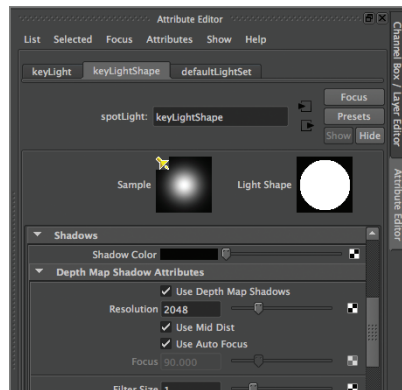 Attribute Editor
List Selected Focus Attributes Show Help
keyLight keyLightShape defaultLightSet
Focus
spotLight: keyLightShape
Presets
Show Hide
Sample Light Shape
Shadows
Shadow Color
Depth Map Shadow Attributes
Use Depth Map Shadows
Resolution 2048
Use Mid Dist
Use Auto Focus
Focus 90.000
Filter Size 1
Channel Box / Layer Editor
Attribute Editor